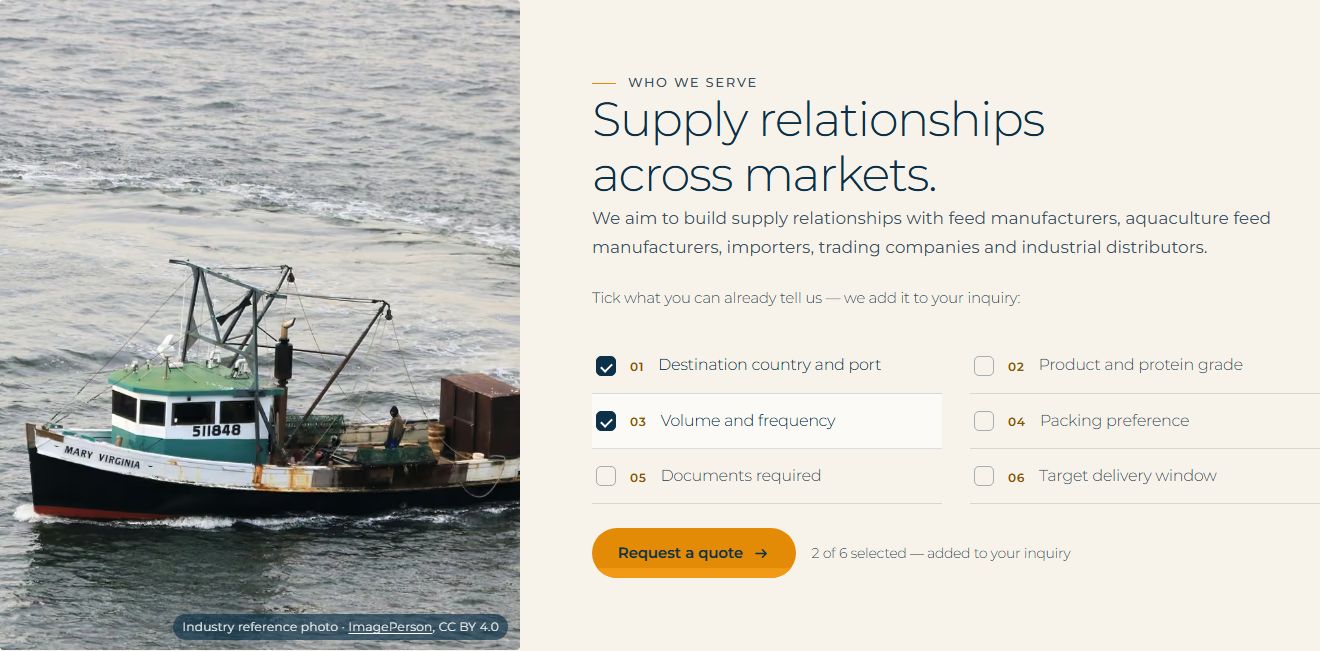 WHO WE SERVE
Supply relationships
across markets.
We aim to build supply relationships with feed manufacturers, aquaculture feed
manufacturers, importers, trading companies and industrial distributors.
Tick what you can already tell us — we add it to your inquiry:
01 Destination country and port
02 Product and protein grade
03 Volume and frequency
04 Packing preference
05 Documents required
06 Target delivery window
Request a quote →
2 of 6 selected — added to your inquiry
511848
MARY VIRGINIA
Industry reference photo · ImagePerson, CC BY 4.0